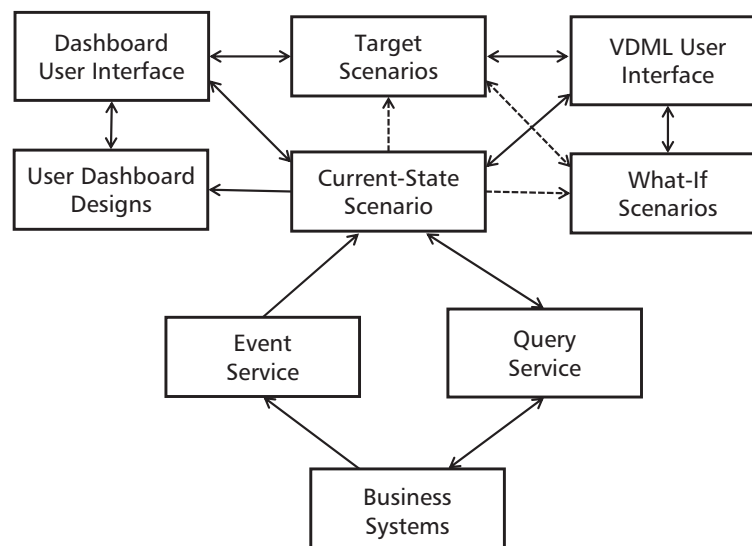 Dashboard
User Interface
Target
Scenarios
VDML User
Interface
User Dashboard
Designs
Current-State
Scenario
What-If
Scenarios
Event
Service
Query
Service
Business
Systems